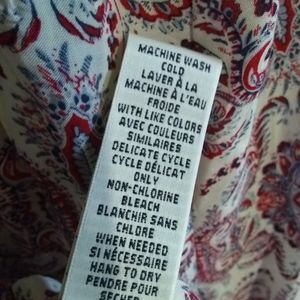 MACHINE WASH
COLD
LAVER À LA
MACHINE À L'EAU
FROIDE
WITH LIKE COLORS
AVEC COULEURS
SIMILAIRES
DELICATE CYCLE
CYCLE DÉLICAT
ONLY
NON-CHLORINE
BLEACH
BLANCHIR SANS
CHLORE
WHEN NEEDED
SI NÉCESSAIRE
HANG TO DRY
PENDRE POUR
SECHER